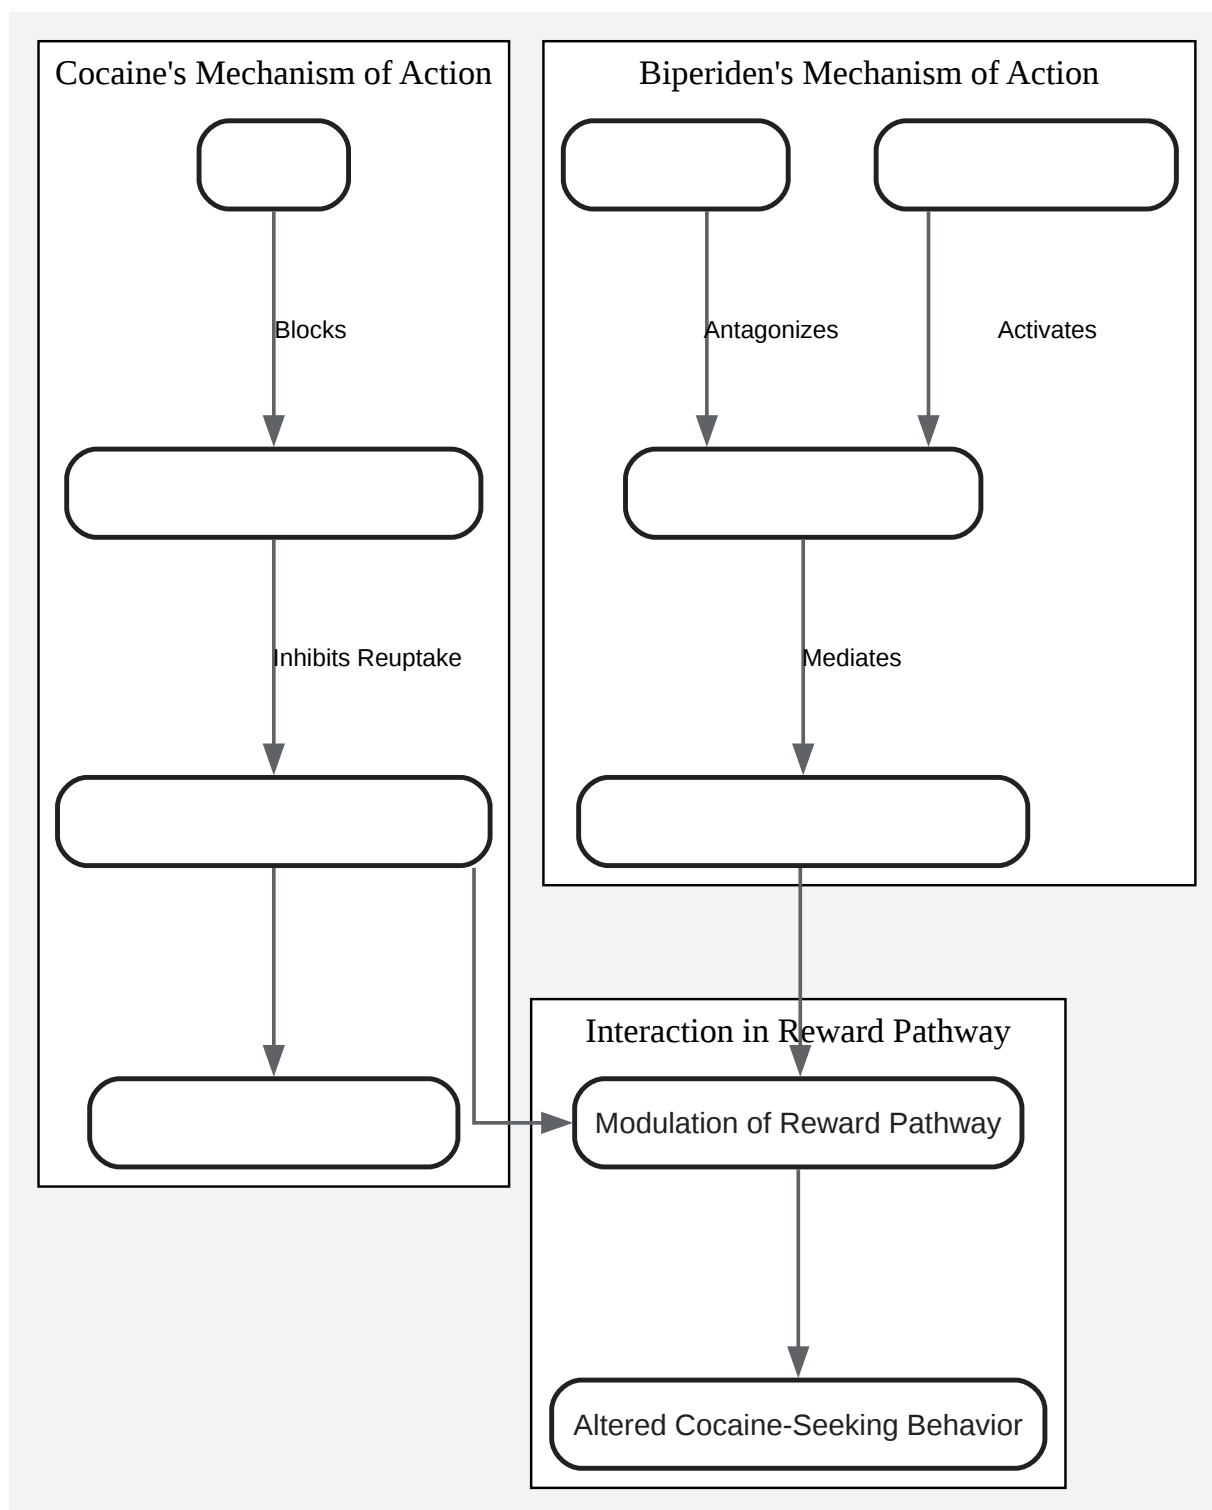 Cocaine's Mechanism of Action
Blocks
Inhibits Reuptake
Biperiden's Mechanism of Action
Antagonizes
Activates
Mediates
Interaction in Reward Pathway
Modulation of Reward Pathway
Altered Cocaine-Seeking Behavior